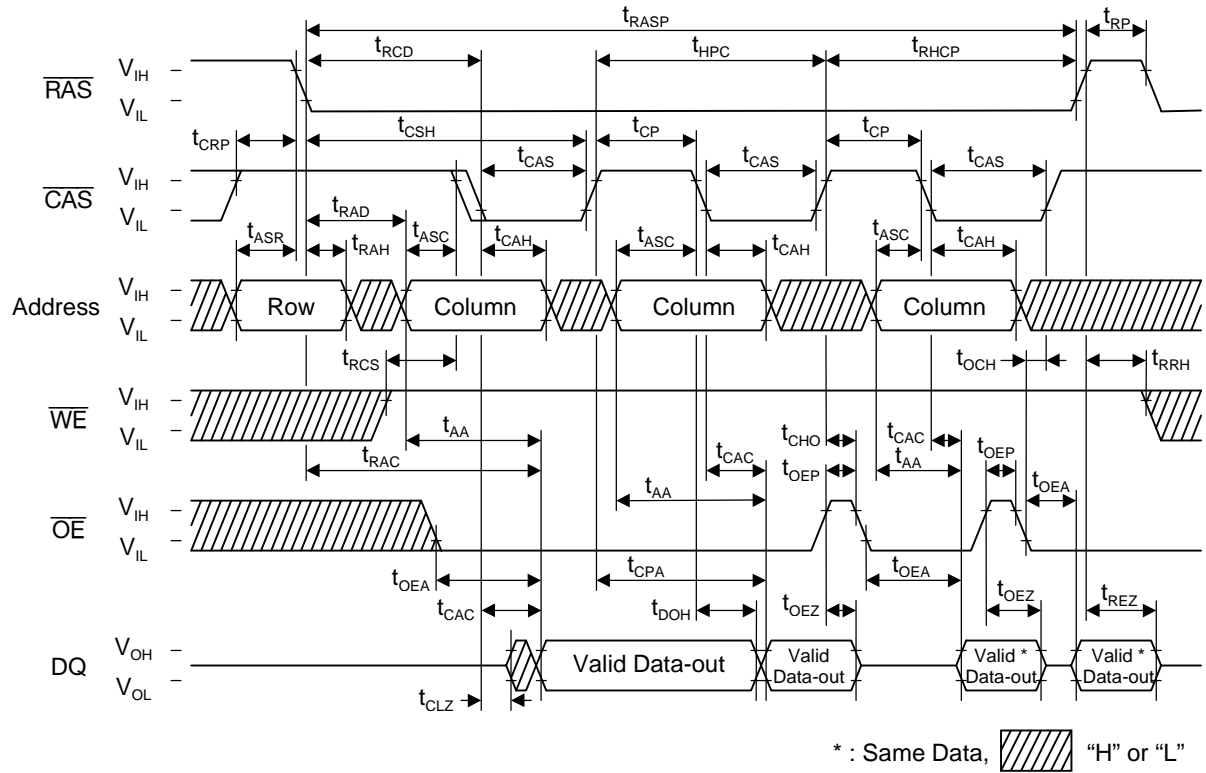 tRASP tRP
tRCD tHPC tRHCP
RAS VIH –
VIL –
tCRP tCSH tCP tCP
tCAS tCAS tCAS
CAS VIH –
VIL –
tRAD
tASR tRAH tASC tCAH tASC tCAH tASC tCAH
Address VIH –
VIL –
Row Column Column Column
tRCS tOCH tRRH
WE VIH –
VIL –
tAA tCHO tCAC tOEP
tRAC tCAC tOEP tAA
tAA tOEA
OE VIH –
VIL –
tOEA tCPA tOEA
tCAC tDOH tOEZ tOEZ tREZ
DQ VOH –
VOL –
Valid Data-out
Valid
Data-out
Valid *
Data-out
Valid *
Data-out
tCLZ
* : Same Data, “H” or “L”